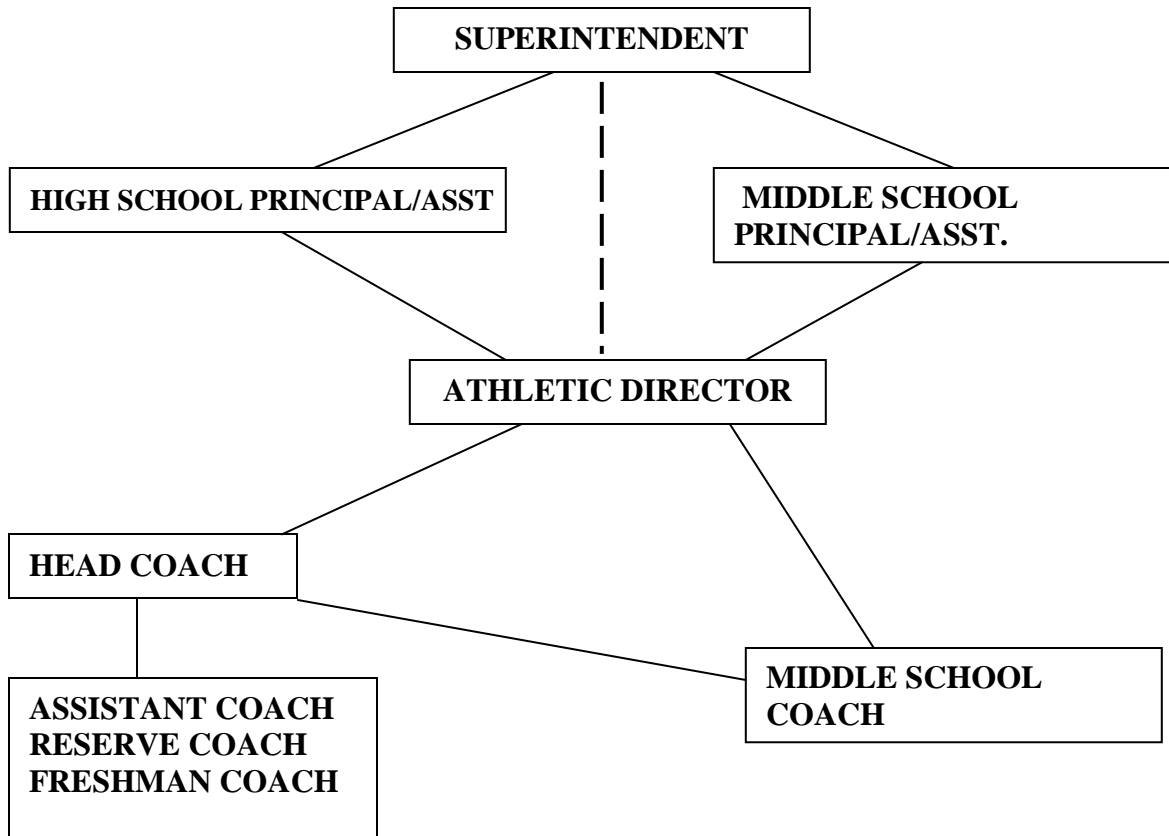 SUPERINTENDENT
HIGH SCHOOL PRINCIPAL/ASST
MIDDLE SCHOOL
PRINCIPAL/ASST.
ATHLETIC DIRECTOR
HEAD COACH
MIDDLE SCHOOL
COACH
ASSISTANT COACH
RESERVE COACH
FRESHMAN COACH